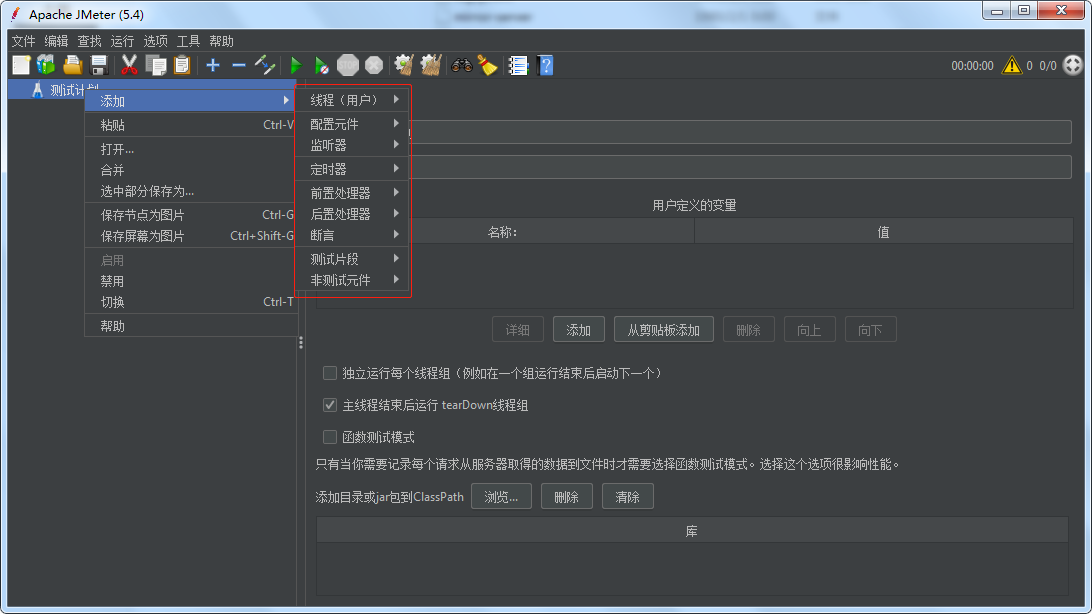 Apache JMeter (5.4)
文件 编辑 查找 运行 选项 工具 帮助
STOP 00:00:00 0 0/0
测试计划
添加
粘贴 Ctrl-V
打开...
合并
选中部分保存为...
保存节点为图片 Ctrl-G
保存屏幕为图片 Ctrl+Shift-G
启用
禁用
切换 Ctrl-T
帮助
线程（用户）
配置元件
监听器
定时器
前置处理器
后置处理器
断言
测试片段
非测试元件
用户定义的变量
名称: 值
详细 添加 从剪贴板添加 删除 向上 向下
独立运行每个线程组（例如在一个组运行结束后启动下一个）
主线程结束后运行 tearDown线程组
函数测试模式
只有当你需要记录每个请求从服务器取得的数据到文件时才需要选择函数测试模式。选择这个选项很影响性能。
添加目录或jar包到ClassPath 浏览... 删除 清除
库